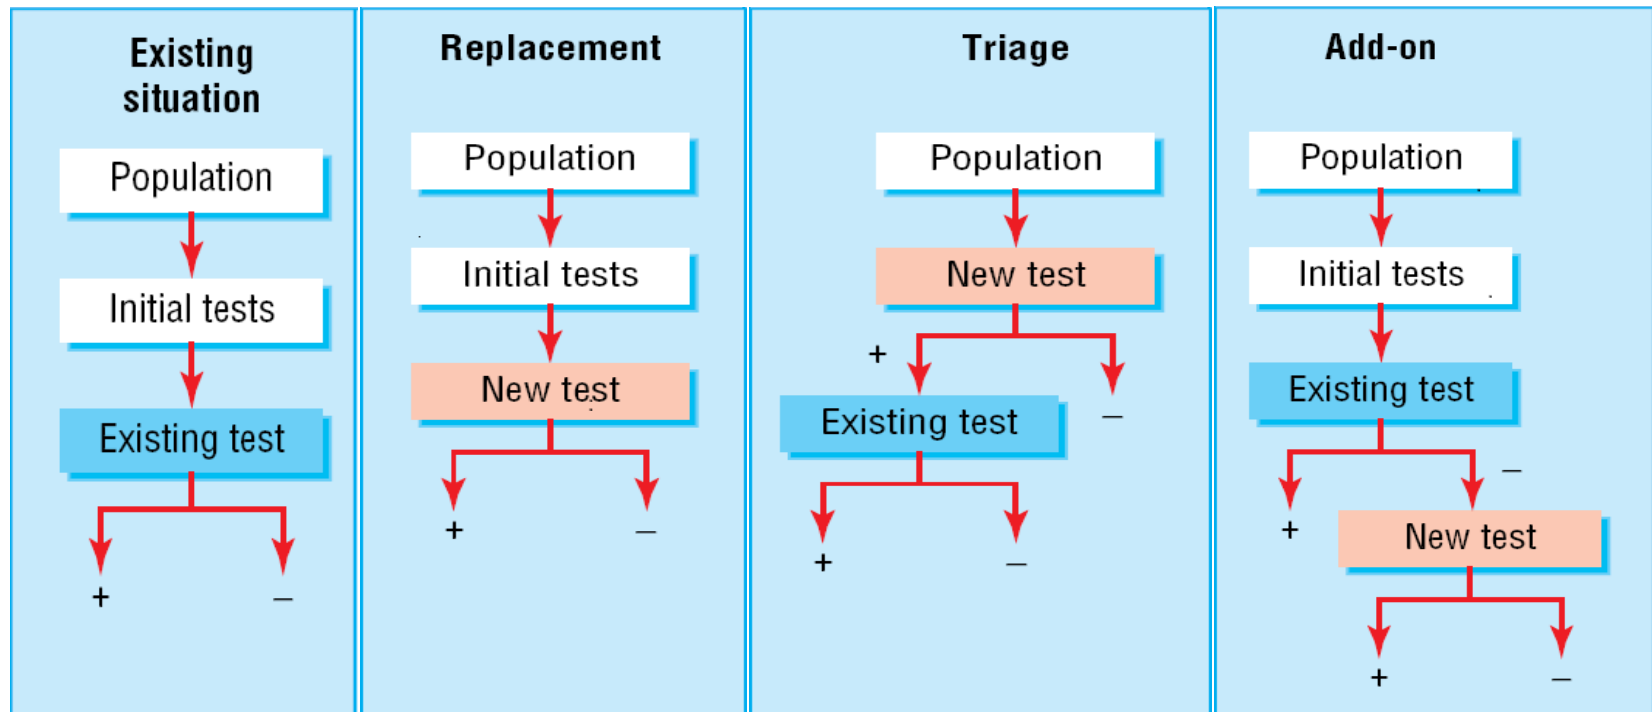 Existing
situation
Population
Initial tests
Existing test
+
–
Replacement
Population
Initial tests
New test
+
–
Triage
Population
New test
+
–
Existing test
+
–
Add-on
Population
Initial tests
Existing test
–
+
New test
+
–